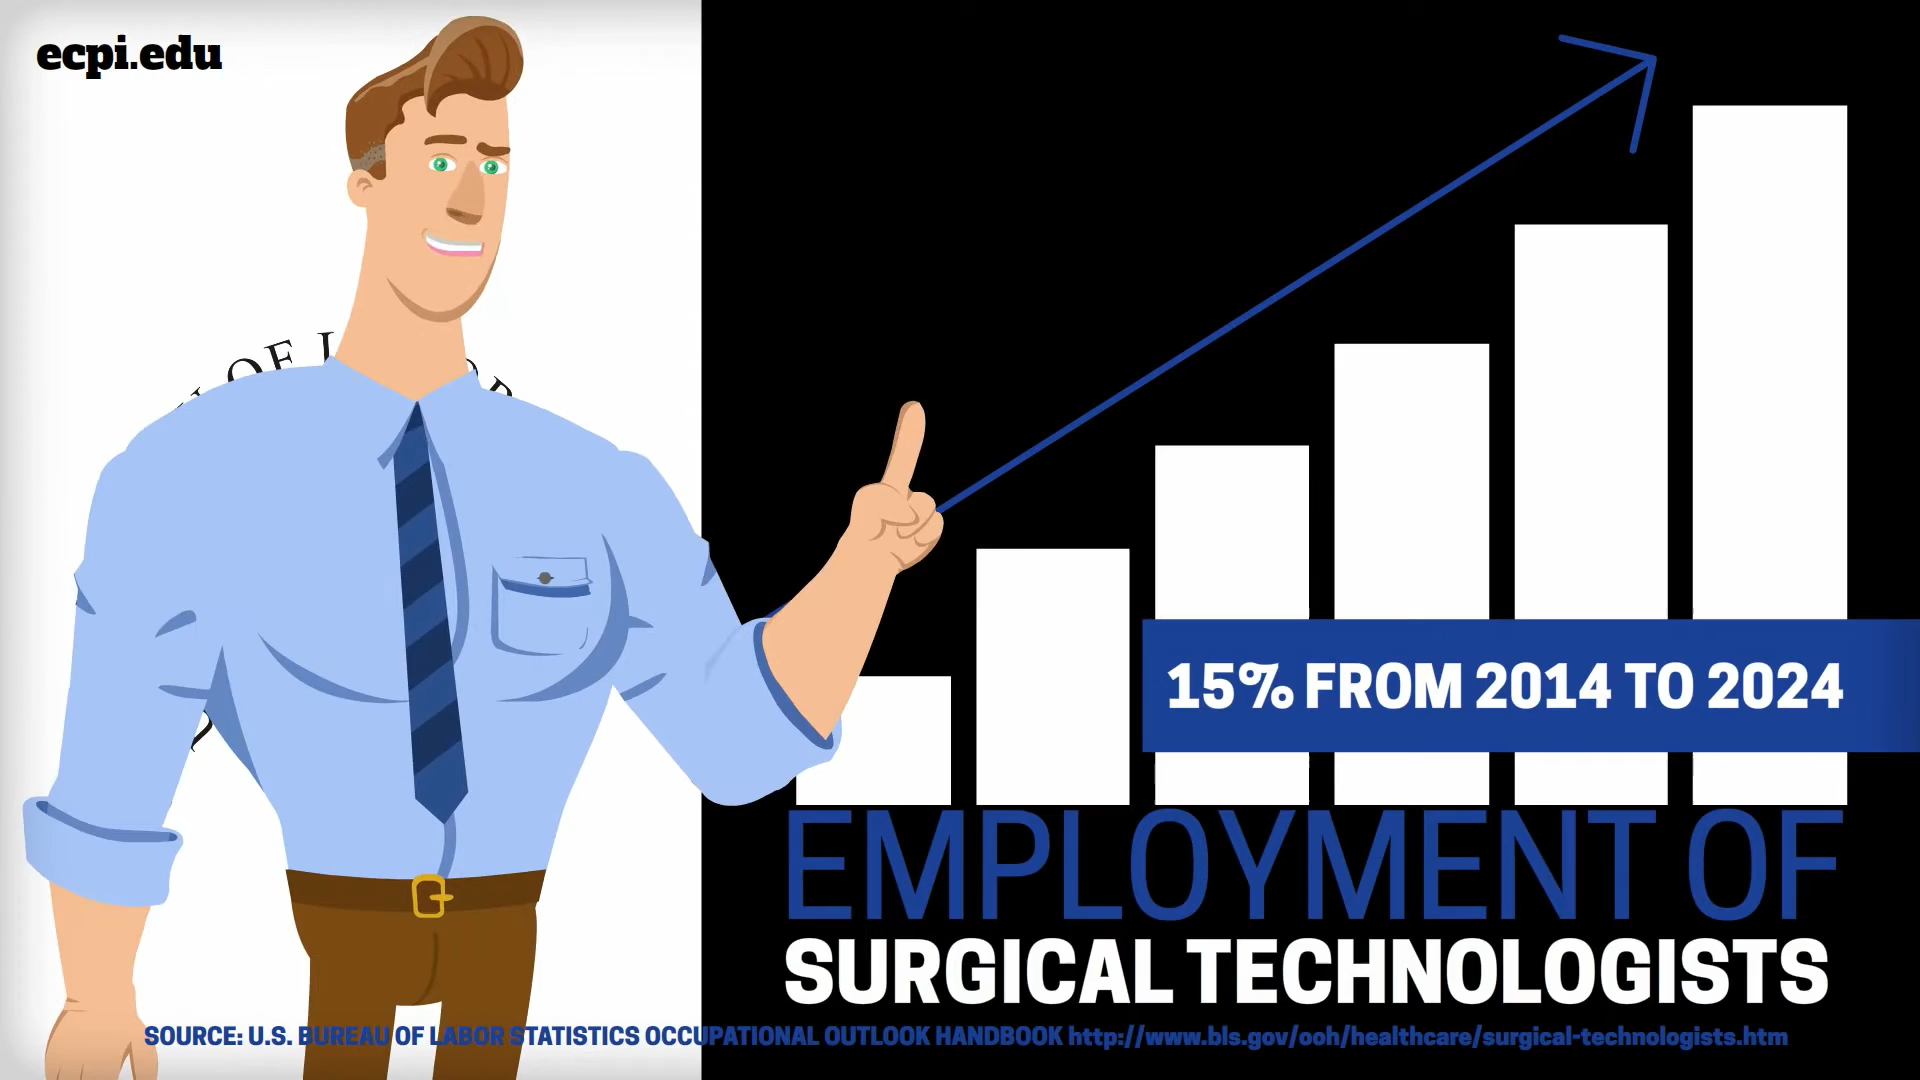 ecpi.edu
OF
15% FROM 2014 TO 2024
EMPLOYMENT OF
SURGICAL TECHNOLOGISTS
SOURCE: U.S. BUREAU OF LABOR STATISTICS OCCUPATIONAL OUTLOOK HANDBOOK http://www.bls.gov/ooh/healthcare/surgical-technologists.htm